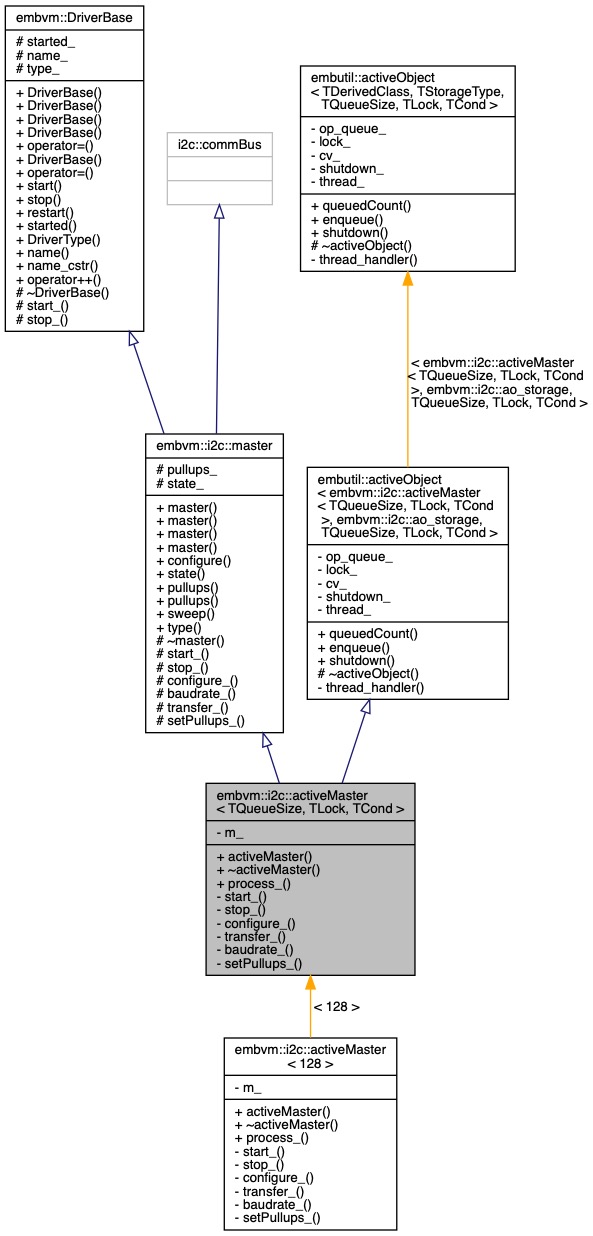 embvm::DriverBase
# started_
# name_
# type_
+ DriverBase()
+ DriverBase()
+ DriverBase()
+ DriverBase()
+ operator=()
+ DriverBase()
+ operator=()
+ start()
+ stop()
+ restart()
+ started()
+ DriverType()
+ name()
+ name_cstr()
+ operator++()
# ~DriverBase()
# start_()
# stop_()
i2c::commBus
embutil::activeObject
< TDerivedClass, TStorageType,
TQueueSize, TLock, TCond >
- op_queue_
- lock_
- cv_
- shutdown_
- thread_
+ queuedCount()
+ enqueue()
+ shutdown()
# ~activeObject()
- thread_handler()
< embvm::i2c::activeMaster
< TQueueSize, TLock, TCond
>, embvm::i2c::ao_storage,
TQueueSize, TLock, TCond >
embvm::i2c::master
# pullups_
# state_
+ master()
+ master()
+ master()
+ master()
+ configure()
+ state()
+ pullups()
+ pullups()
+ sweep()
+ type()
# ~master()
# start_()
# stop_()
# configure_()
# baudrate_()
# transfer_()
# setPullups_()
embutil::activeObject
< embvm::i2c::activeMaster
< TQueueSize, TLock, TCond
>, embvm::i2c::ao_storage,
TQueueSize, TLock, TCond >
- op_queue_
- lock_
- cv_
- shutdown_
- thread_
+ queuedCount()
+ enqueue()
+ shutdown()
# ~activeObject()
- thread_handler()
embvm::i2c::activeMaster
< TQueueSize, TLock, TCond >
- m_
+ activeMaster()
+ ~activeMaster()
+ process_()
- start_()
- stop_()
- configure_()
- transfer_()
- baudrate_()
- setPullups_()
< 128 >
embvm::i2c::activeMaster
< 128 >
- m_
+ activeMaster()
+ ~activeMaster()
+ process_()
- start_()
- stop_()
- configure_()
- transfer_()
- baudrate_()
- setPullups_()